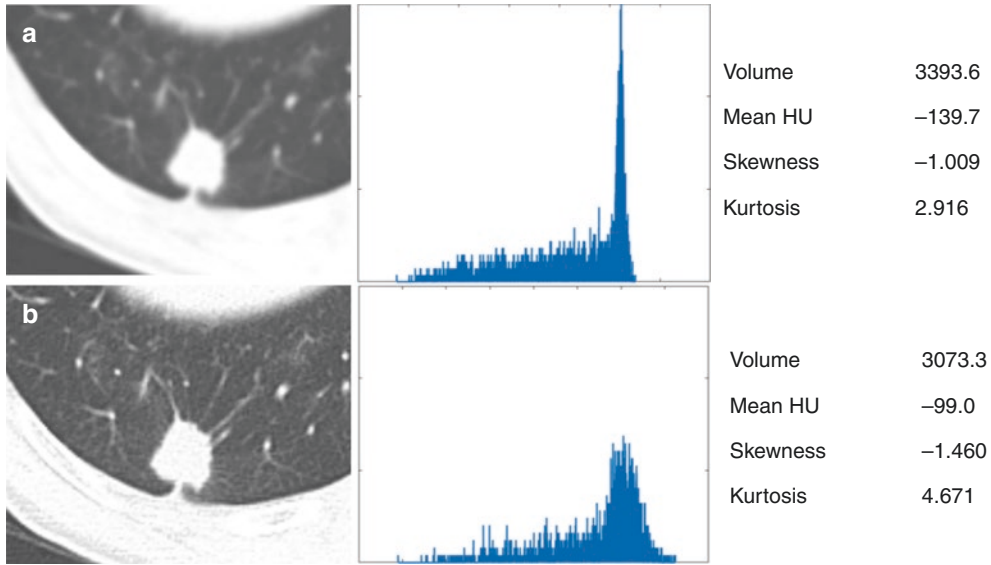 a
Volume 3393.6
Mean HU –139.7
Skewness –1.009
Kurtosis 2.916
b
Volume 3073.3
Mean HU –99.0
Skewness –1.460
Kurtosis 4.671